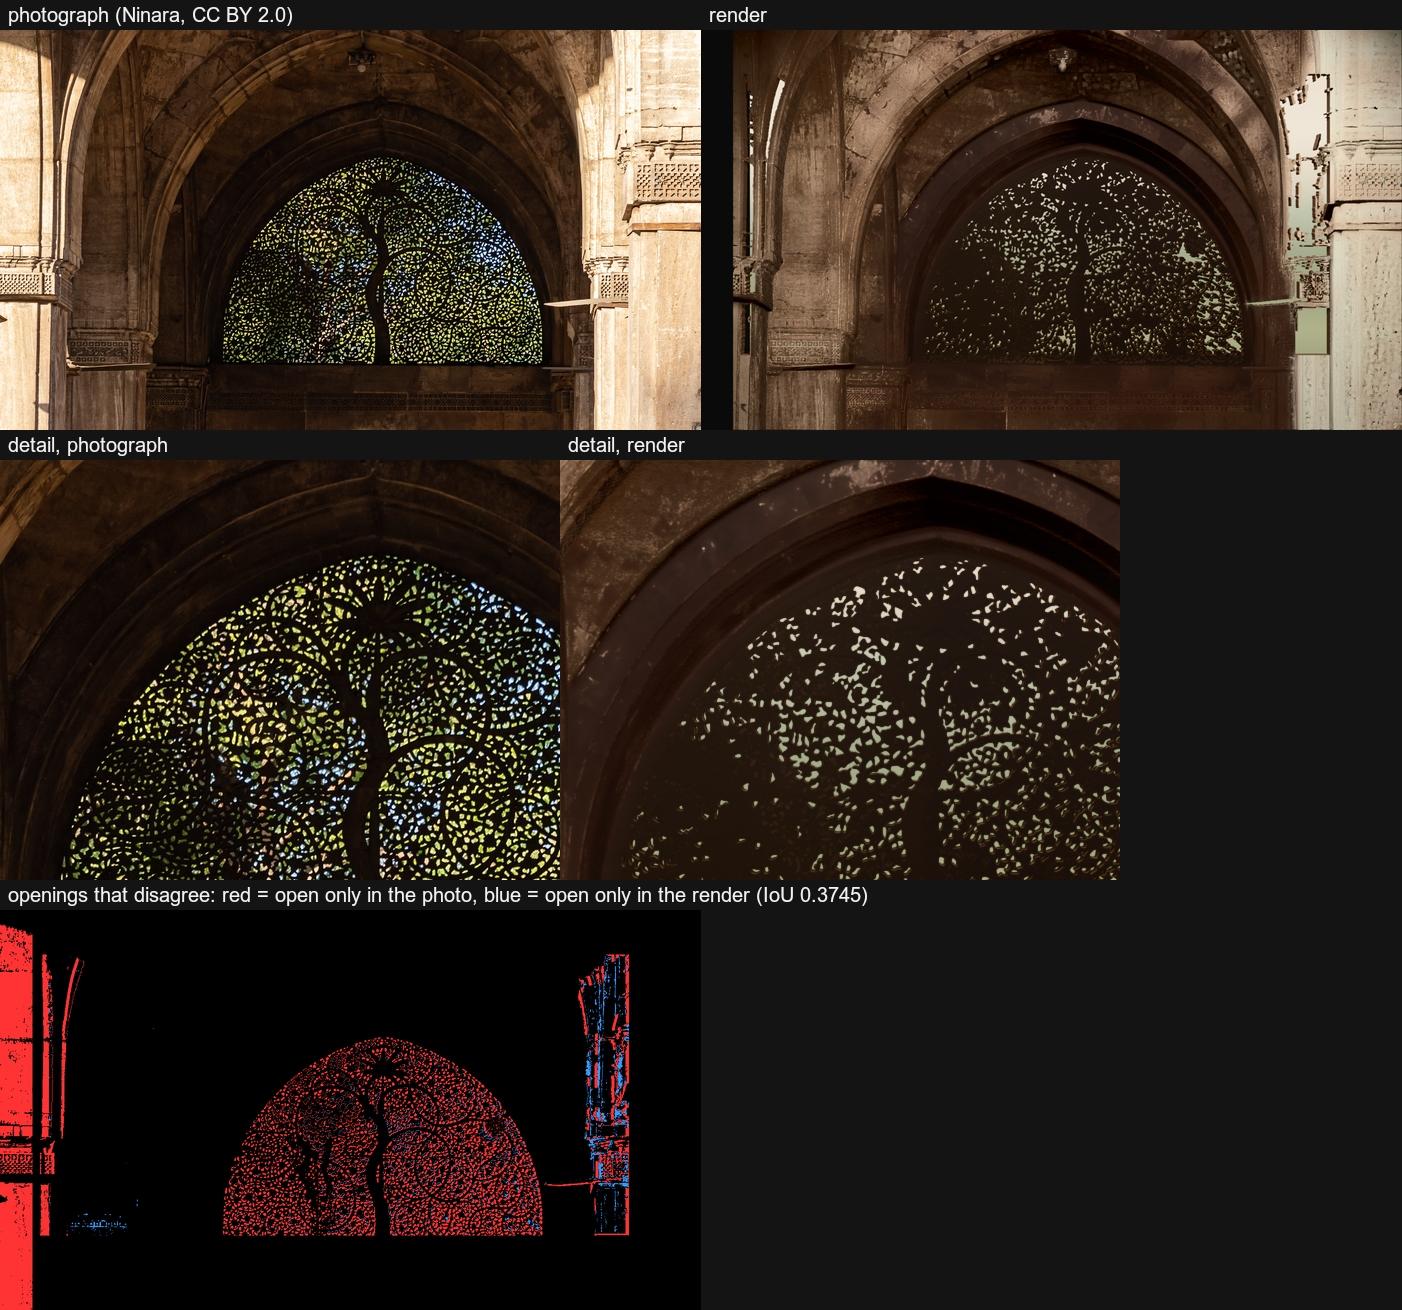 photograph (Ninara, CC BY 2.0)
render
detail, photograph
detail, render
openings that disagree: red = open only in the photo, blue = open only in the render (IoU 0.3745)